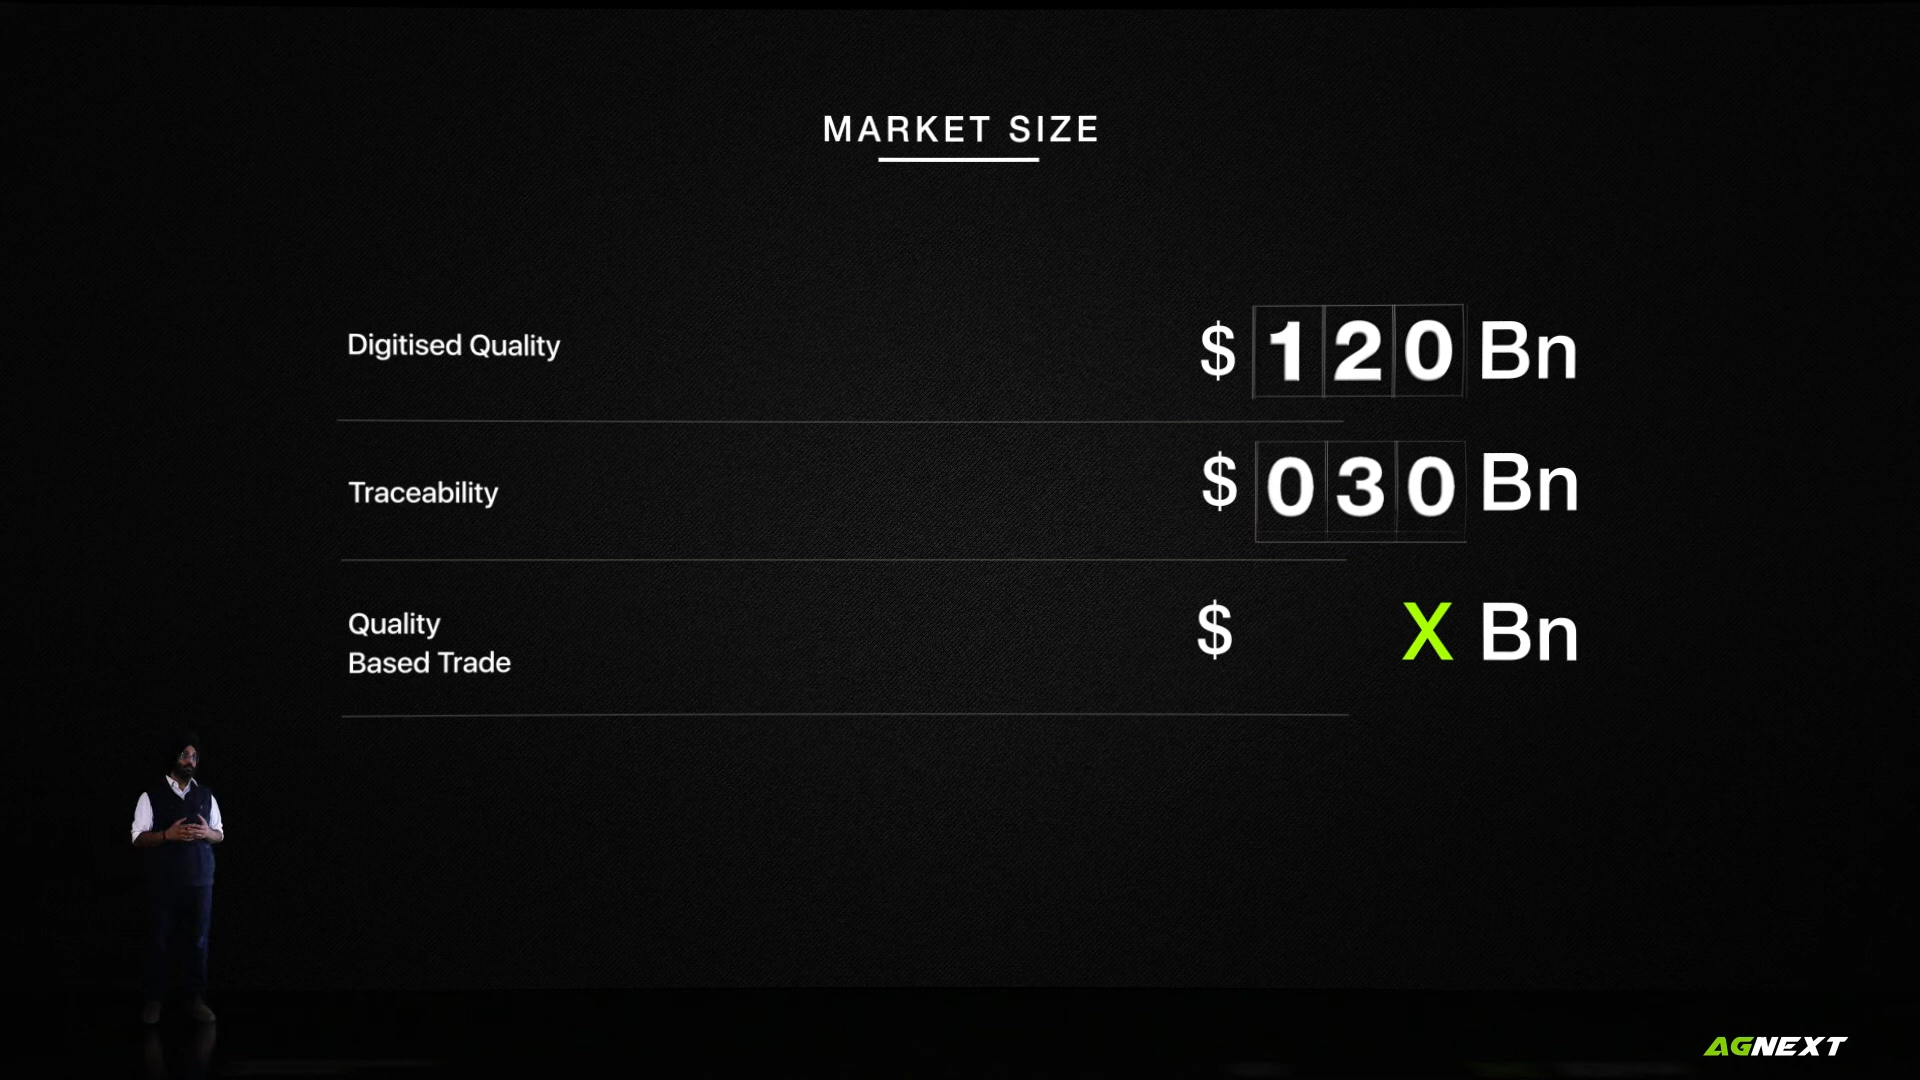 MARKET SIZE
Digitised Quality
$ 120 Bn
Traceability
$ 030 Bn
Quality
Based Trade
$ X Bn
AGNEXT